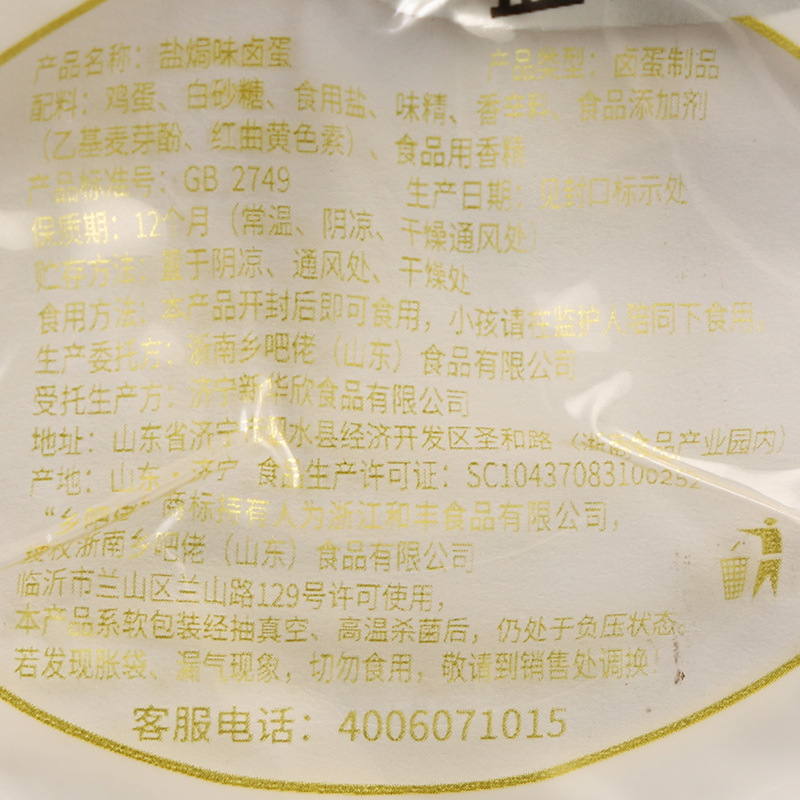 产品名称：盐焗味卤蛋 产品类型：卤蛋制品
配料：鸡蛋、白砂糖、食用盐、味精、香辛料、食品添加剂
（乙基麦芽酚、红曲黄色素）、食品用香精
产品标准号：GB 2749 生产日期：见封口标示处
保质期：12个月（常温、阴凉、干燥通风处）
贮存方法：置于阴凉、通风处、干燥处
食用方法：本产品开封后即可食用，小孩请在监护人陪同下食用。
生产委托方：浙南乡吧佬（山东）食品有限公司
受托生产方：济宁新华欣食品有限公司
地址：山东省济宁市泗水县经济开发区圣和路（ 食品产业园内）
产地：山东·济宁 食品生产许可证：SC10437083106252
“乡吧佬”商标持有人为浙江和丰食品有限公司，
授权浙南乡吧佬（山东）食品有限公司
临沂市兰山区兰山路129号许可使用，
本产品系软包装经抽真空、高温杀菌后，仍处于负压状态。
若发现胀袋、漏气现象，切勿食用，敬请到销售处调换！
客服电话：4006071015